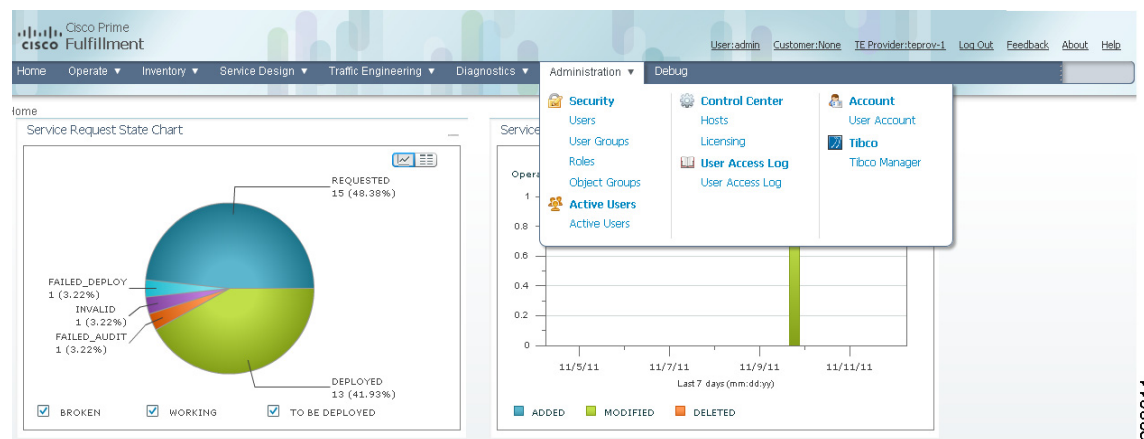 Cisco Prime
CISCO Fulfillment
User:admin Customer:None TE Provider:teprov-1 Log Out Feedback About Help
Home Operate ▼ Inventory ▼ Service Design ▼ Traffic Engineering ▼ Diagnostics ▼ Administration ▼ Debug
Home
Service Request State Chart
REQUESTED
15 (48.38%)
FAILED_DEPLOY
1 (3.22%)
INVALID
1 (3.22%)
FAILED_AUDIT
1 (3.22%)
DEPLOYED
13 (41.93%)
BROKEN WORKING TO BE DEPLOYED
Service
Opera
1
0.8
0.6
0.4
0.2
0
11/5/11 11/7/11 11/9/11 11/11/11
Last 7 days (mm:dd:yy)
ADDED MODIFIED DELETED
Security
Users
User Groups
Roles
Object Groups
Active Users
Active Users
Control Center
Hosts
Licensing
User Access Log
User Access Log
Account
User Account
Tibco
Tibco Manager